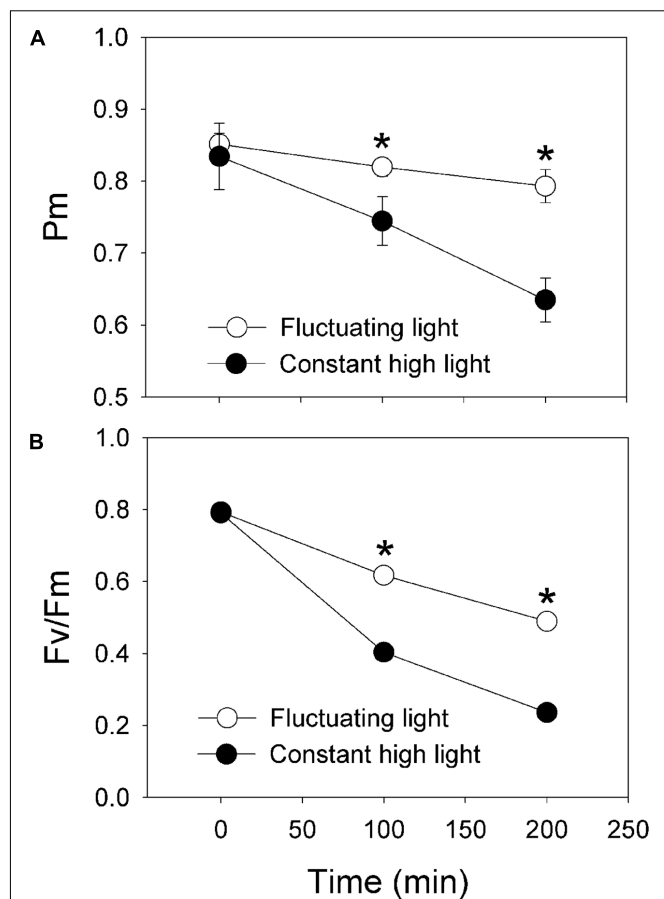 A
1.0
0.9
0.8
0.7
0.6
0.5
Pm
*
*
Fluctuating light
Constant high light
B
1.0
0.8
0.6
0.4
0.2
0.0
Fv/Fm
*
*
Fluctuating light
Constant high light
0 50 100 150 200 250
Time (min)